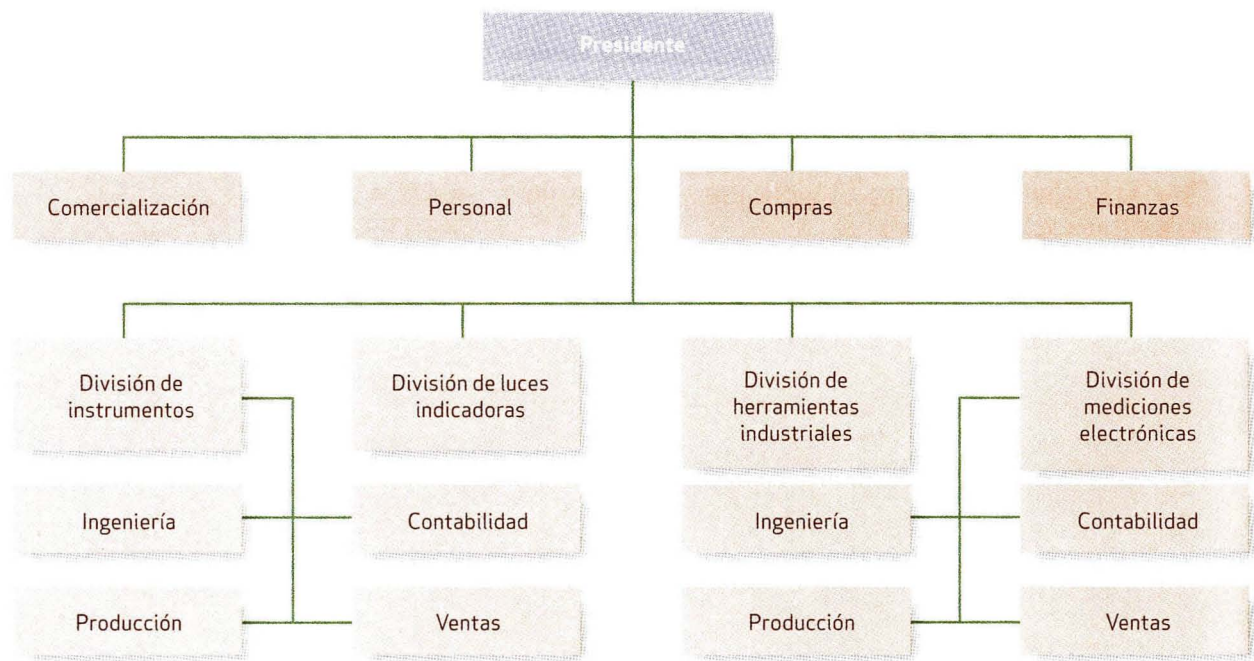 Presidente
Comercialización
Personal
Compras
Finanzas
División de
instrumentos
División de luces
indicadoras
División de
herramientas
industriales
División de
mediciones
electrónicas
Ingeniería
Contabilidad
Ingeniería
Contabilidad
Producción
Ventas
Producción
Ventas